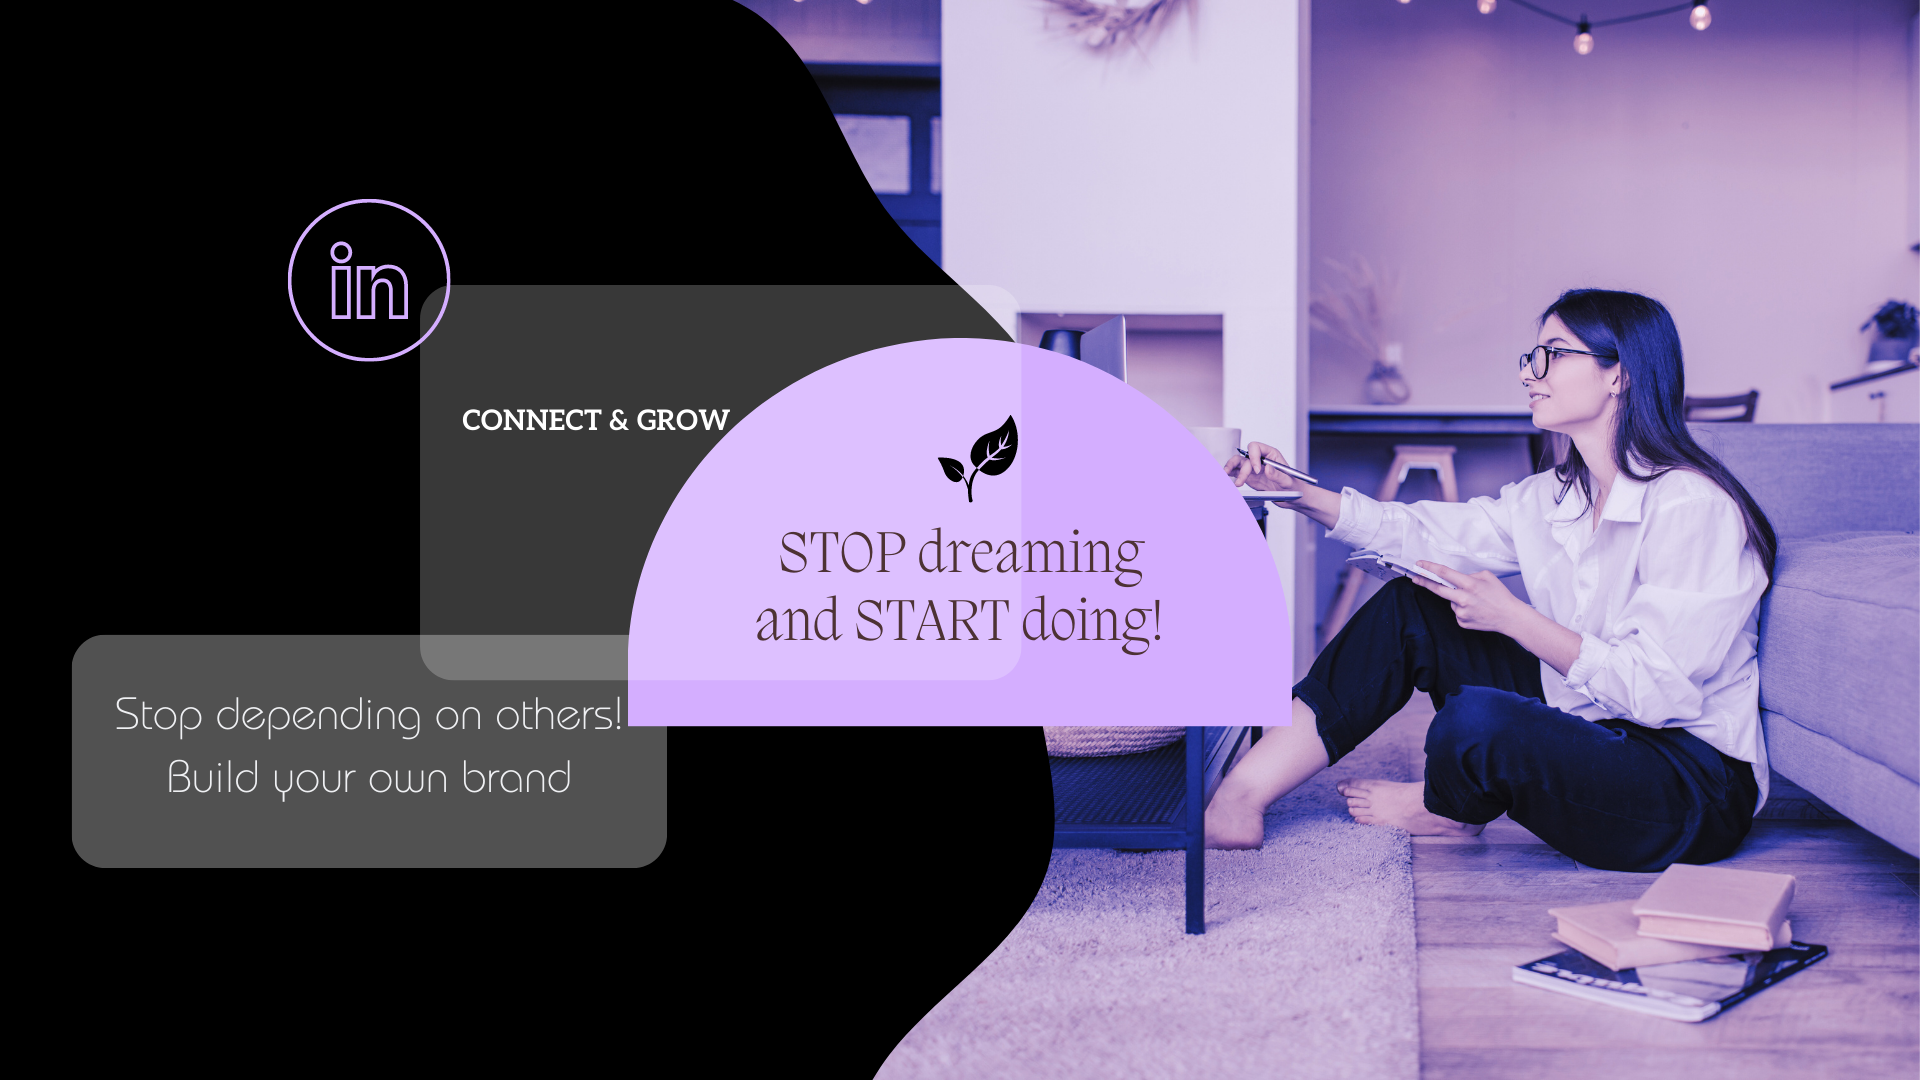 in
CONNECT & GROW
STOP dreaming
and START doing!
Stop depending on others!
Build your own brand